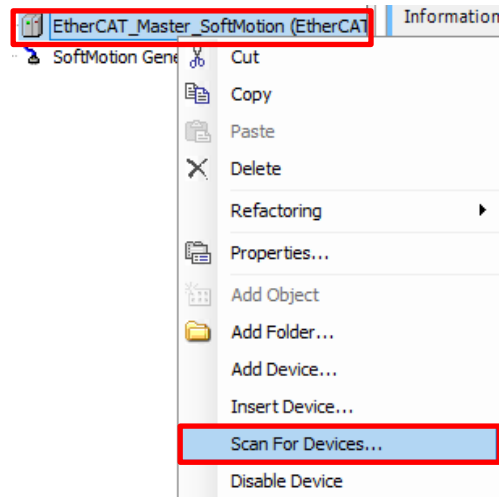 EtherCAT_Master_SoftMotion (EtherCAT
Information
SoftMotion Gene
Cut
Copy
Paste
Delete
Refactoring
Properties...
Add Object
Add Folder...
Add Device...
Insert Device...
Scan For Devices...
Disable Device